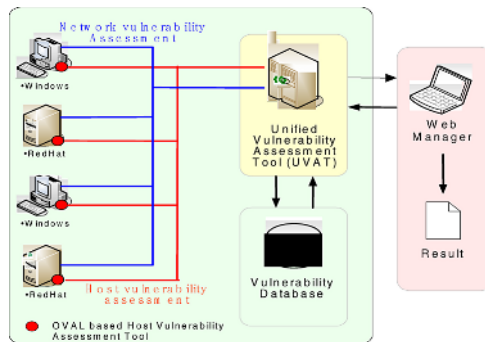 Network vulnerability
Assessment
•Windows
•RedHat
•Windows
•RedHat
Host vulnerability
assessment
OVAL based Host Vulnerability
Assessment Tool
Unified
Vulnerability
Assessment
Tool (UVAT)
Vulnerability
Database
Web
Manager
Result